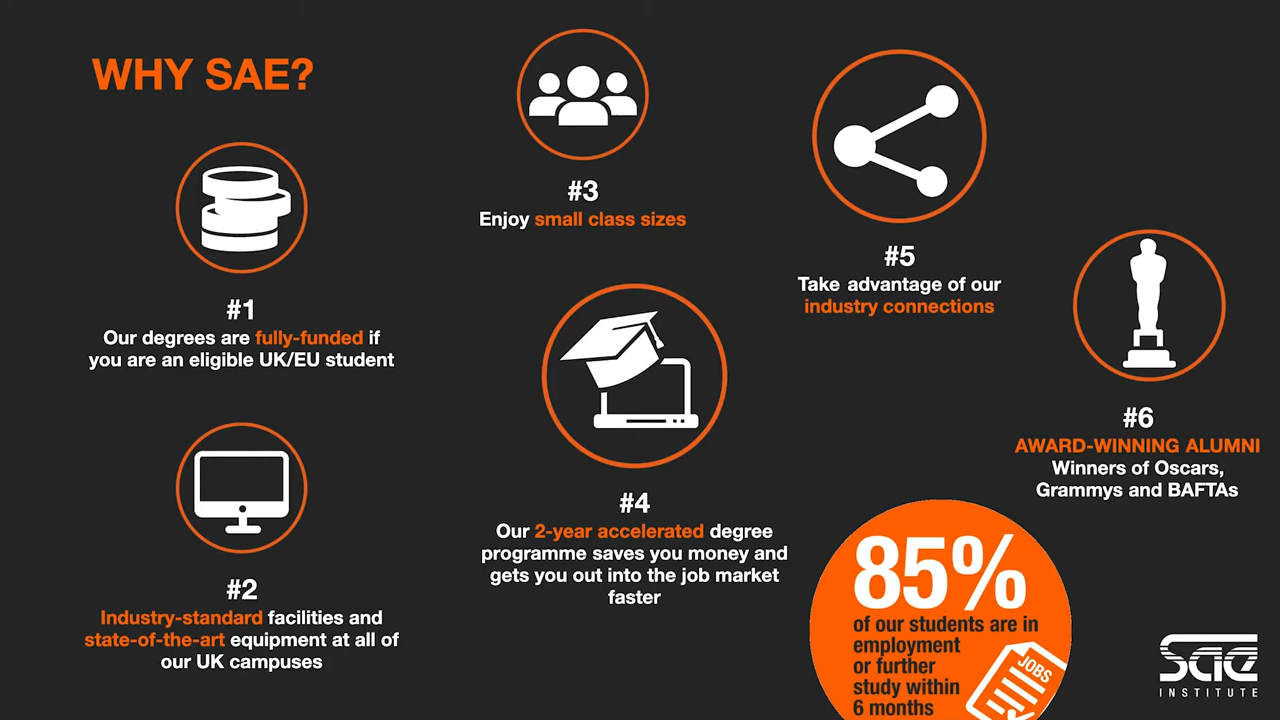 WHY SAE?
#1
Our degrees are fully-funded if
you are an eligible UK/EU student
#2
Industry-standard facilities and
state-of-the-art equipment at all of
our UK campuses
#3
Enjoy small class sizes
#4
Our 2-year accelerated degree
programme saves you money and
gets you out into the job market
faster
#5
Take advantage of our
industry connections
#6
AWARD-WINNING ALUMNI
Winners of Oscars,
Grammys and BAFTAs
85%
of our students are in
employment
or further
study within
6 months
JOBS
sae
INSTITUTE